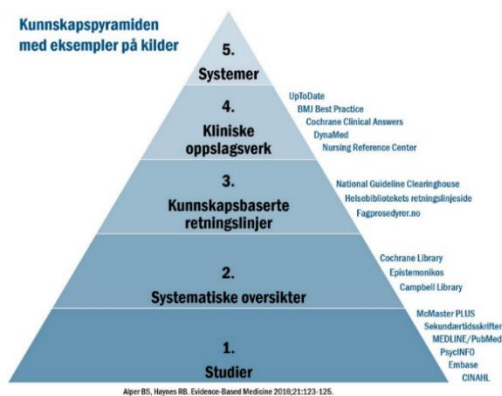 Kunnskapspyramiden
med eksempler på kilder
5.
Systemer
4.
Kliniske
oppslagsverk
UpToDate
BMJ Best Practice
Cochrane Clinical Answers
DynaMed
Nursing Reference Center
3.
Kunnskapsbaserte
retningslinjer
National Guideline Clearinghouse
Helsebibliotekets retningslinjeside
Fagprosedyrer.no
2.
Systematiske oversikter
Cochrane Library
Epistemonikos
Campbell Library
1.
Studier
McMaster PLUS
Sekundærtidsskrifter
MEDLINE/PubMed
PsycINFO
Embase
CINAHL
Alper BS, Haynes RB. Evidence-Based Medicine 2016;21:123-125.